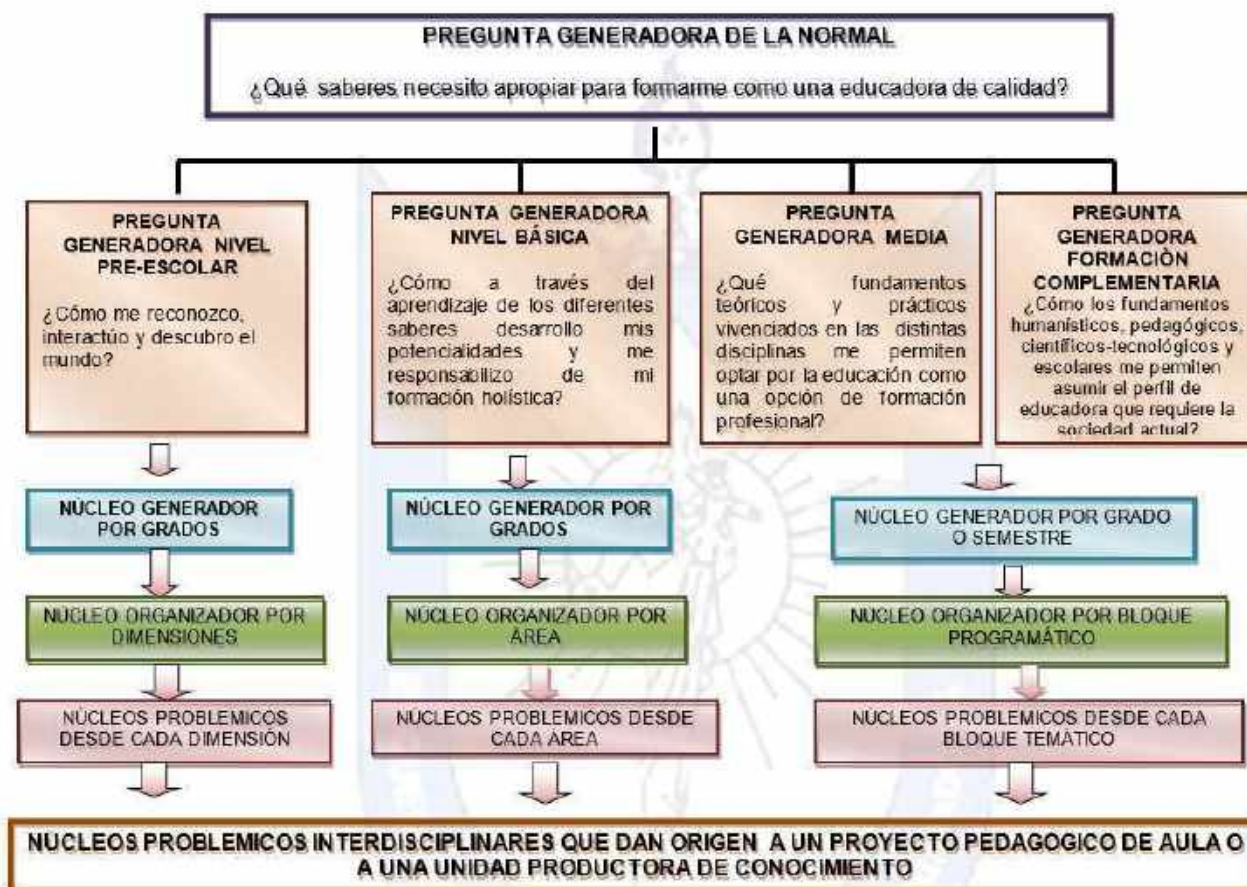 PREGUNTA GENERADORA DE LA NORMAL
¿Qué saberes necesito apropiar para formarme como una educadora de calidad?
PREGUNTA
GENERADORA NIVEL
PRE-ESCOLAR
¿Cómo me reconozco,
interactúo y descubro el
mundo?
PREGUNTA GENERADORA
NIVEL BÁSICA
¿Cómo a través del
aprendizaje de los diferentes
saberes desarrollo mis
potencialidades y me
responsabilizo de mi
formación holística?
PREGUNTA
GENERADORA MEDIA
¿Qué fundamentos
teóricos y prácticos
vivenciados en las distintas
disciplinas me permiten
optar por la educación como
una opción de formación
profesional?
PREGUNTA
GENERADORA
FORMACIÒN
COMPLEMENTARIA
¿Cómo los fundamentos
humanísticos, pedagógicos,
científicos-tecnológicos y
escolares me permiten
asumir el perfil de
educadora que requiere la
sociedad actual?
NÚCLEO GENERADOR
POR GRADOS
NÚCLEO GENERADOR POR
GRADOS
NÚCLEO GENERADOR POR GRADO
O SEMESTRE
NÚCLEO ORGANIZADOR POR
DIMENSIONES
NÚCLEO ORGANIZADOR POR
ÁREA
NÚCLEO ORGANIZADOR POR BLOQUE
PROGRAMÁTICO
NÚCLEOS PROBLEMICOS
DESDE CADA DIMENSIÓN
NÚCLEOS PROBLEMICOS DESDE
CADA ÁREA
NÚCLEOS PROBLEMICOS DESDE CADA
BLOQUE TEMÁTICO
NÚCLEOS PROBLEMICOS INTERDISCIPLINARES QUE DAN ORIGEN A UN PROYECTO PEDAGOGICO DE AULA O
A UNA UNIDAD PRODUCTORA DE CONOCIMIENTO